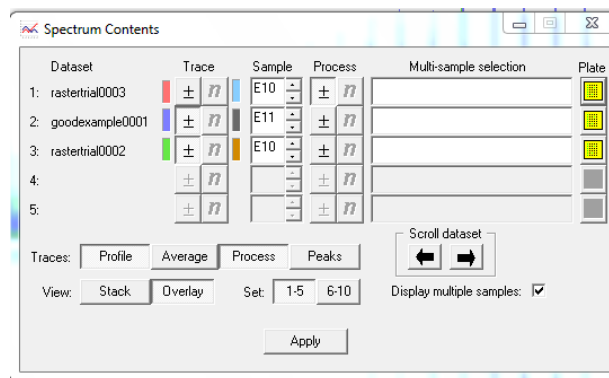 Spectrum Contents
Dataset Trace Sample Process Multi-sample selection Plate
1: rastertrial0003 ± n E10 ± n
2: goodexample0001 ± n E11 ± n
3: rastertrial0002 ± n E10 ± n
4: ± n ± n
5: ± n ± n
Scroll dataset
Traces: Profile Average Process Peaks
View: Stack Overlay Set: 1-5 6-10 Display multiple samples:
Apply